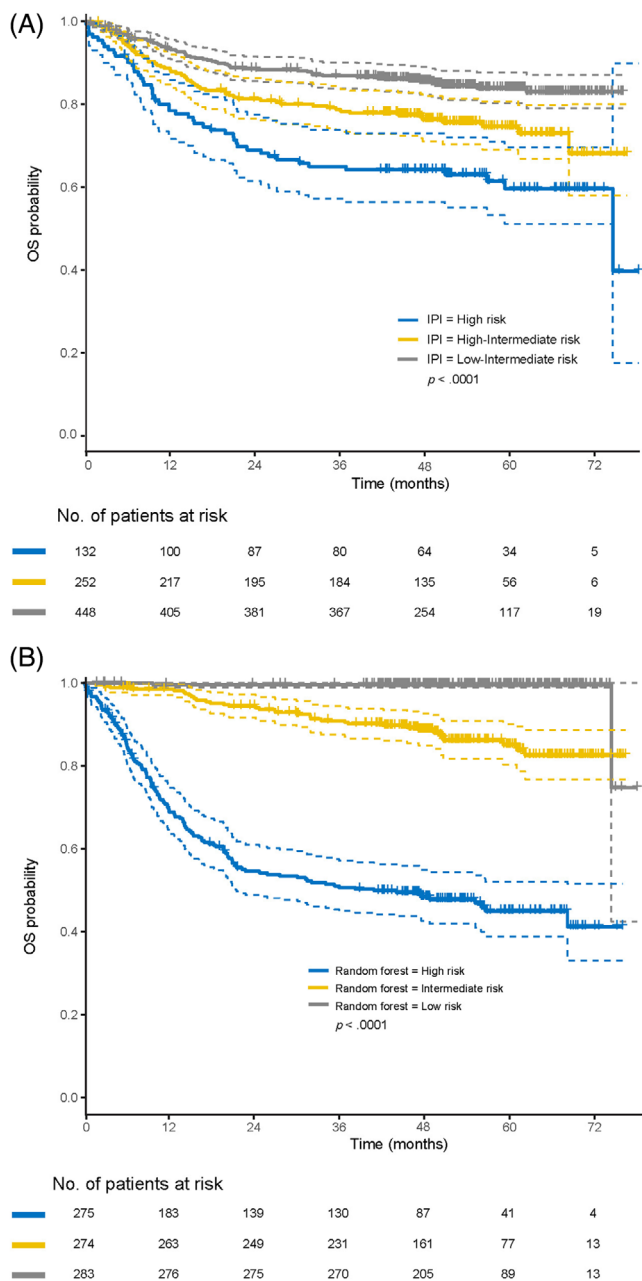 (A)
1.0
0.8
0.6
0.4
0.2
0.0
OS probability
IPI = High risk
IPI = High-Intermediate risk
IPI = Low-Intermediate risk
p < .0001
0 12 24 36 48 60 72
Time (months)
No. of patients at risk
132 100 87 80 64 34 5
252 217 195 184 135 56 6
448 405 381 367 254 117 19
(B)
1.0
0.8
0.6
0.4
0.2
0.0
OS probability
Random forest = High risk
Random forest = Intermediate risk
Random forest = Low risk
p < .0001
0 12 24 36 48 60 72
Time (months)
No. of patients at risk
275 183 139 130 87 41 4
274 263 249 231 161 77 13
283 276 275 270 205 89 13